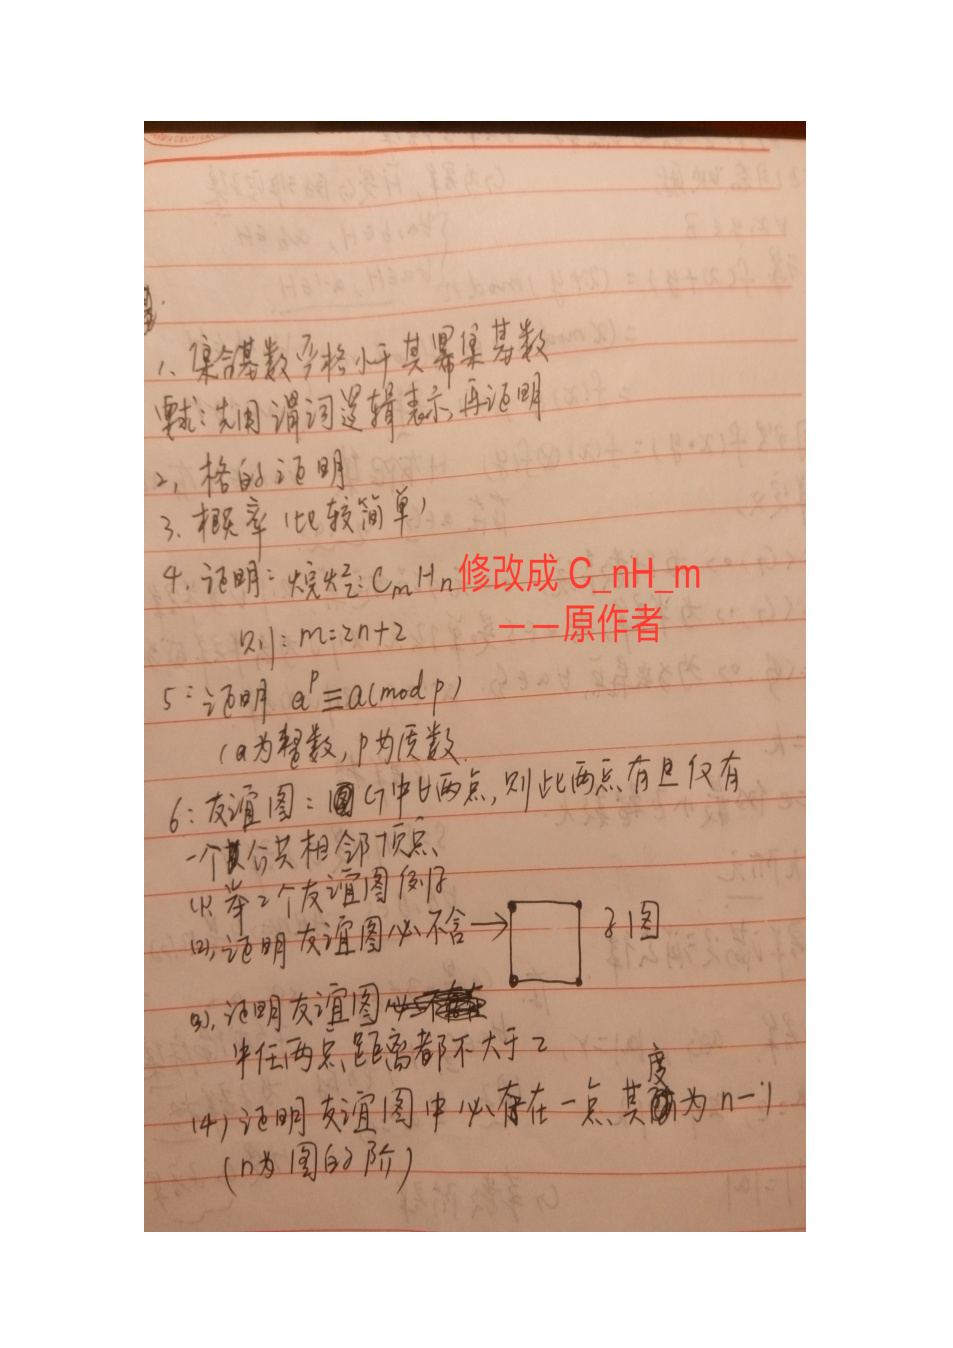 1、集合基数严格小于其幂集基数
要求:先用谓词逻辑表示,再证明
2、格的证明
3、概率(比较简单)
4、证明:烷烃:CmHn 修改成 C_nH_m
——原作者
则:m=2n+2
5:证明 a^p≡a(mod p)
(a为整数,p为质数.
6:友谊图:图G中任两点,则此两点有且仅有
一个公共相邻顶点
(1)、举2个友谊图例子
(2)、证明友谊图必不含→ 子图
(3)、证明友谊图
中任两点距离都不大于2
(4)证明友谊图中必存在一点其度为n-1
(n为图的阶)